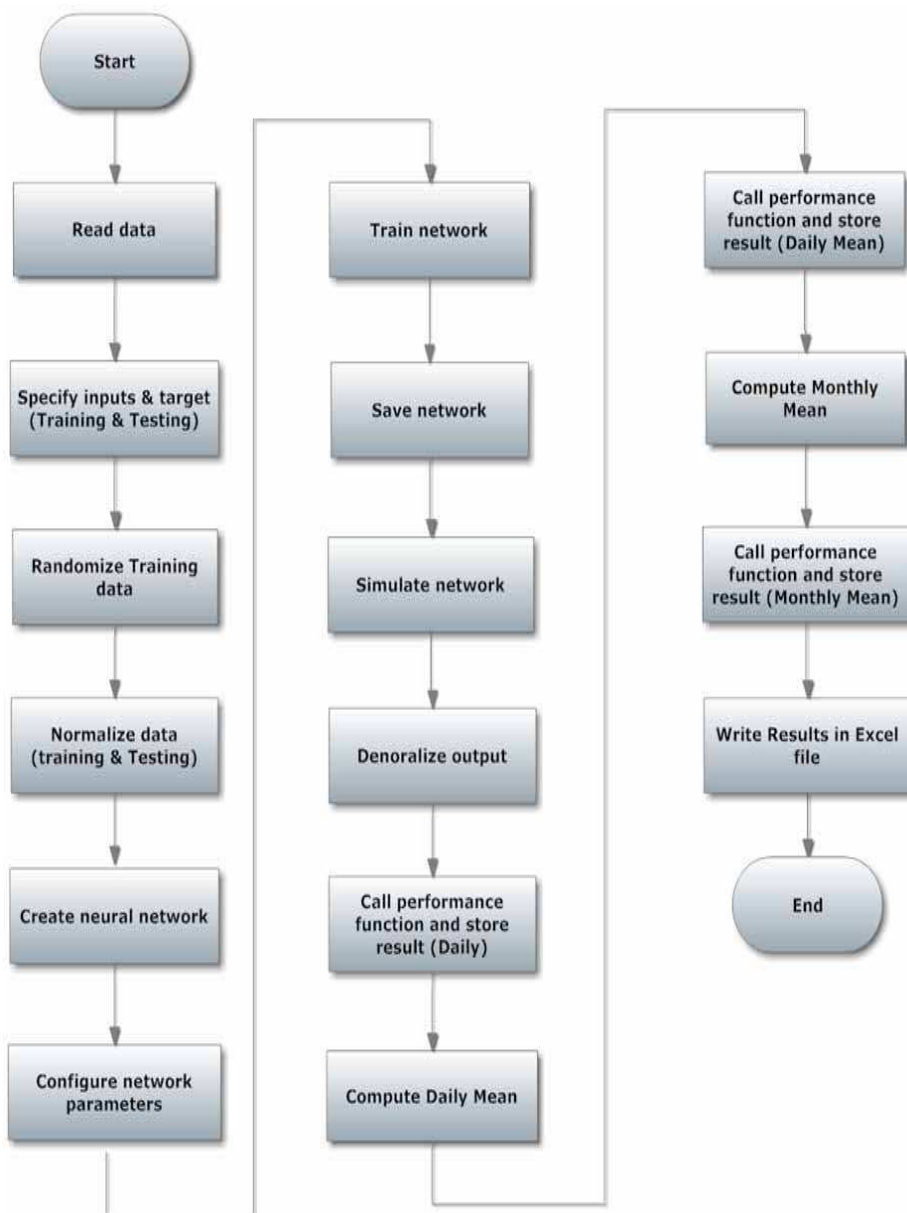 Start
Read data
Specify inputs & target
(Training & Testing)
Randomize Training
data
Normalize data
(training & Testing)
Create neural network
Configure network
parameters
Train network
Save network
Simulate network
Denoralize output
Call performance
function and store
result (Daily)
Compute Daily Mean
Call performance
function and store
result (Daily Mean)
Compute Monthly
Mean
Call performance
function and store
result (Monthly Mean)
Write Results in Excel
file
End